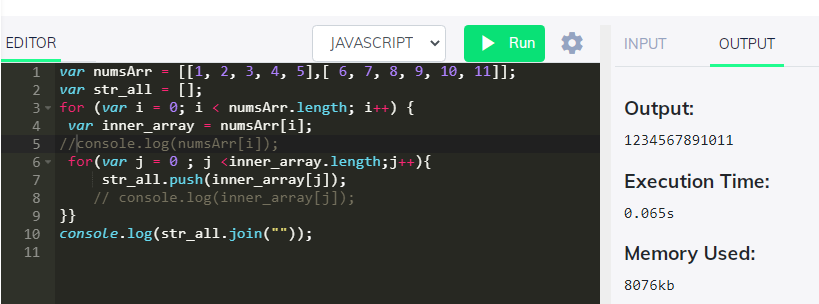 EDITOR
JAVASCRIPT
Run
INPUT
OUTPUT
1 var numsArr = [[1, 2, 3, 4, 5],[ 6, 7, 8, 9, 10, 11]];
2 var str_all = [];
3 for (var i = 0; i < numsArr.length; i++) {
4  var inner_array = numsArr[i];
5 //console.log(numsArr[i]);
6  for(var j = 0 ; j <inner_array.length;j++){
7      str_all.push(inner_array[j]);
8     // console.log(inner_array[j]);
9 }}
10 console.log(str_all.join(""));
11
Output:
1234567891011
Execution Time:
0.065s
Memory Used:
8076kb